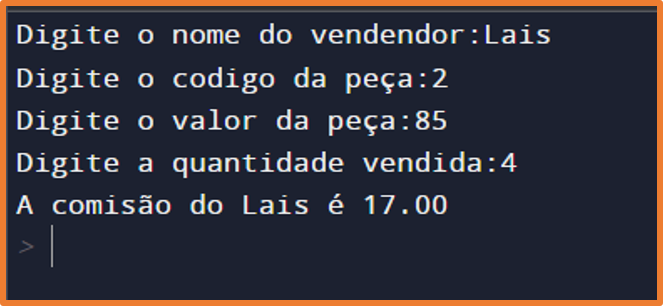 Digite o nome do vendendor:Lais
Digite o codigo da peça:2
Digite o valor da peça:85
Digite a quantidade vendida:4
A comisão do Lais é 17.00
>